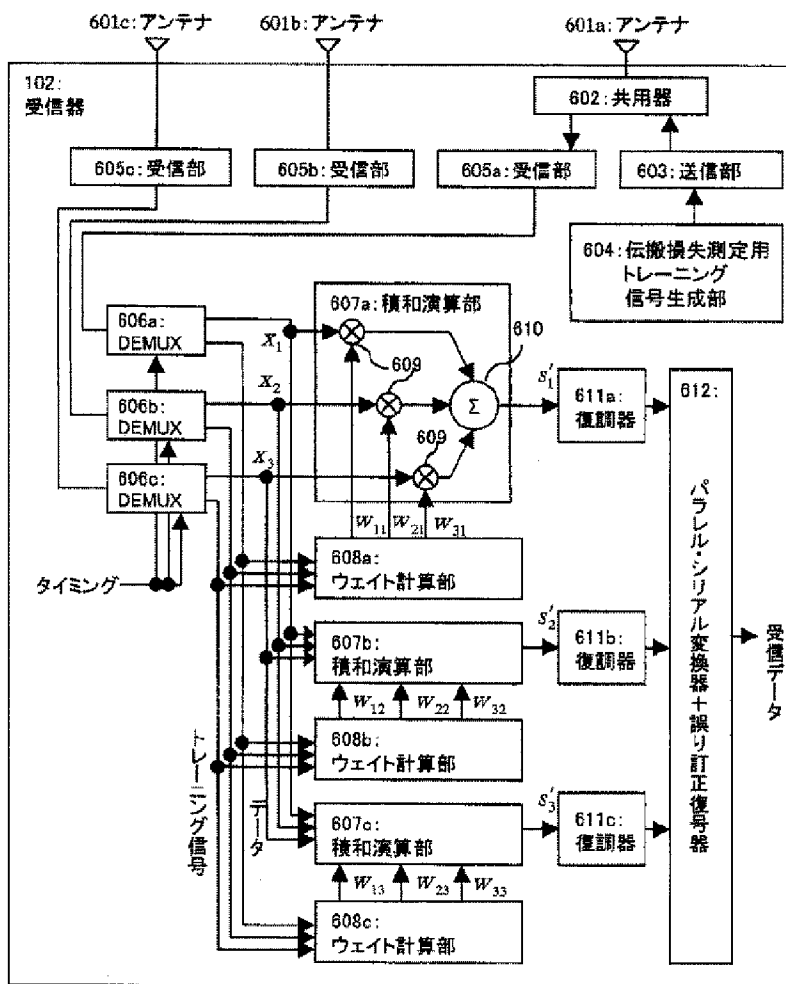 601c:アンテナ
601b:アンテナ
601a:アンテナ
102:
受信器
602:共用器
605c:受信部
605b:受信部
605a:受信部
603:送信部
604:伝搬損失測定用
トレーニング
信号生成部
607a:積和演算部
610
606a:
DEMUX
X₁
609
606b:
DEMUX
X₂
609
Σ
S′₁
611a:
復調器
612:
パラレル・シリアル変換器+誤り訂正復号器
606c:
DEMUX
X₃
W₁₁ W₂₁ W₃₁
タイミング
608a:
ウェイト計算部
607b:
積和演算部
S′₂
611b:
復調器
受信データ
W₁₂ W₂₂ W₃₂
608b:
ウェイト計算部
トレーニング信号
データ
607c:
積和演算部
S′₃
611c:
復調器
W₁₃ W₂₃ W₃₃
608c:
ウェイト計算部